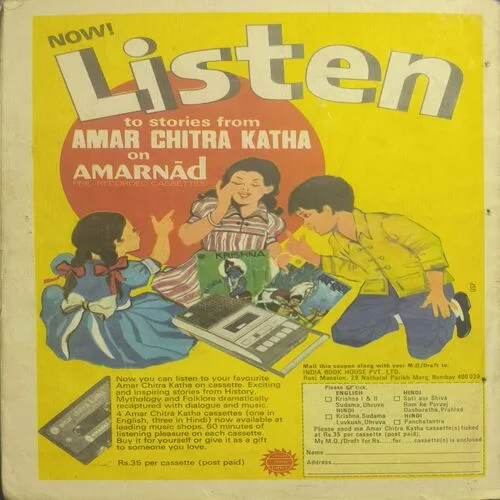 NOW!
Listen
to stories from
AMAR CHITRA KATHA
on
AMARNĀd
PRE-RECORDED CASSETTES
KRISHNA
Now you can listen to your favourite
Amar Chitra Katha on cassette. Exciting
and inspiring stories from History,
Mythology and Folklore dramatically
recaptured with dialogue and music.
4 Amar Chitra Katha cassettes (one in
English, three in Hindi) now available at
leading music shops. 60 minutes of
listening pleasure on each cassette.
Buy it for yourself or give it as a gift
to someone you love.
Rs.35 per cassette (post paid)
Mail this coupon along with your M.O/Draft to:
INDIA BOOK HOUSE PVT. LTD.
Rusi Mansion, 29 Nathalal Parikh Marg, Bombay 400 039
Please tick.
ENGLISH
Krishna I & II
Sudama, Dhruva
HINDI
Krishna, Sudama
Luvkush, Dhruva
HINDI
Sati aur Shiva
Ram ke Purvaj
Dasharatha, Prahlad
HINDI
Panchatantra
Please send me Amar Chitra Katha cassette(s) ticked
at Rs.35 per cassette (post paid).
My M.O./Draft for Rs.....for......cassette(s) is enclosed
Name
Address